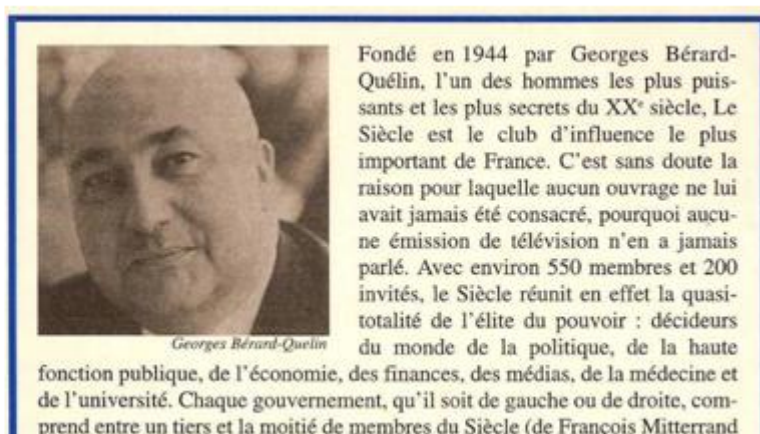 Fondé en 1944 par Georges Bérard-
Quélin, l'un des hommes les plus puis-
sants et les plus secrets du XXᵉ siècle, Le
Siècle est le club d'influence le plus
important de France. C'est sans doute la
raison pour laquelle aucun ouvrage ne lui
avait jamais été consacré, pourquoi aucu-
ne émission de télévision n'en a jamais
parlé. Avec environ 550 membres et 200
invités, le Siècle réunit en effet la quasi-
totalité de l'élite du pouvoir : décideurs
du monde de la politique, de la haute
Georges Bérard-Quelin
fonction publique, de l'économie, des finances, des médias, de la médecine et
de l'université. Chaque gouvernement, qu'il soit de gauche ou de droite, com-
prend entre un tiers et la moitié de membres du Siècle (de François Mitterrand